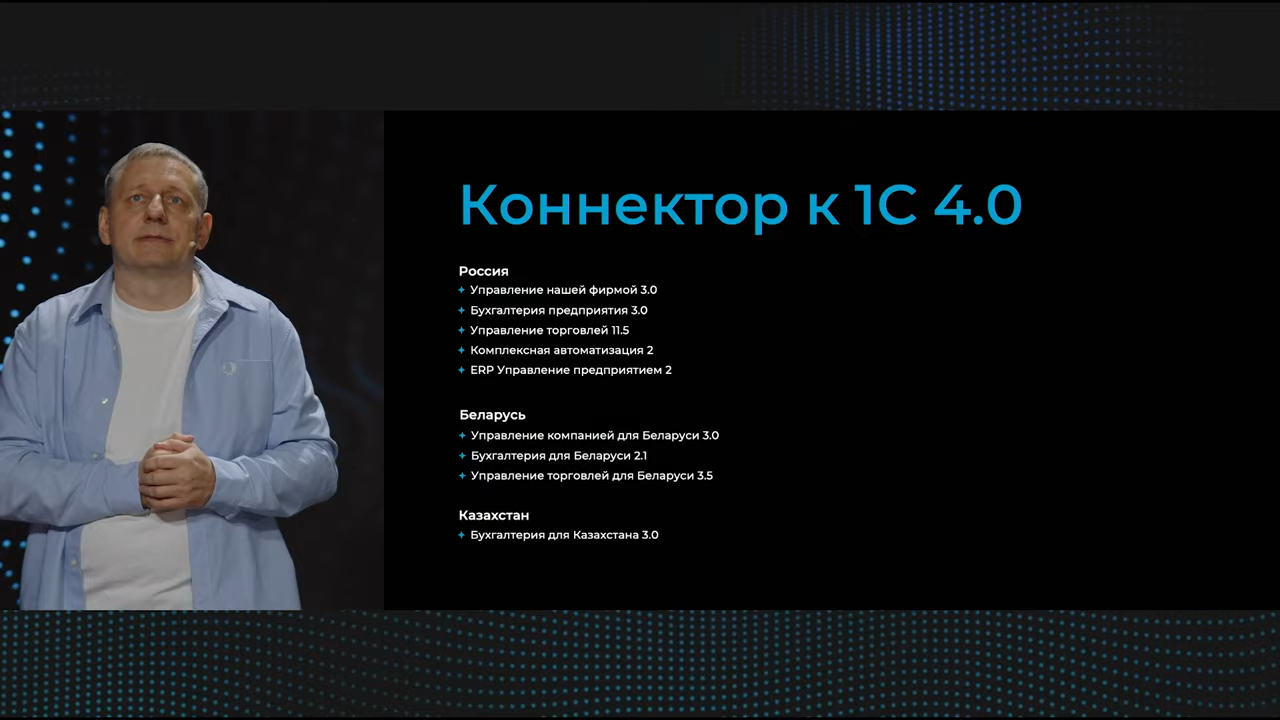 Коннектор к 1С 4.0
Россия
Управление нашей фирмой 3.0
Бухгалтерия предприятия 3.0
Управление торговлей 11.5
Комплексная автоматизация 2
ERP Управление предприятием 2
Беларусь
Управление компанией для Беларуси 3.0
Бухгалтерия для Беларуси 2.1
Управление торговлей для Беларуси 3.5
Казахстан
Бухгалтерия для Казахстана 3.0